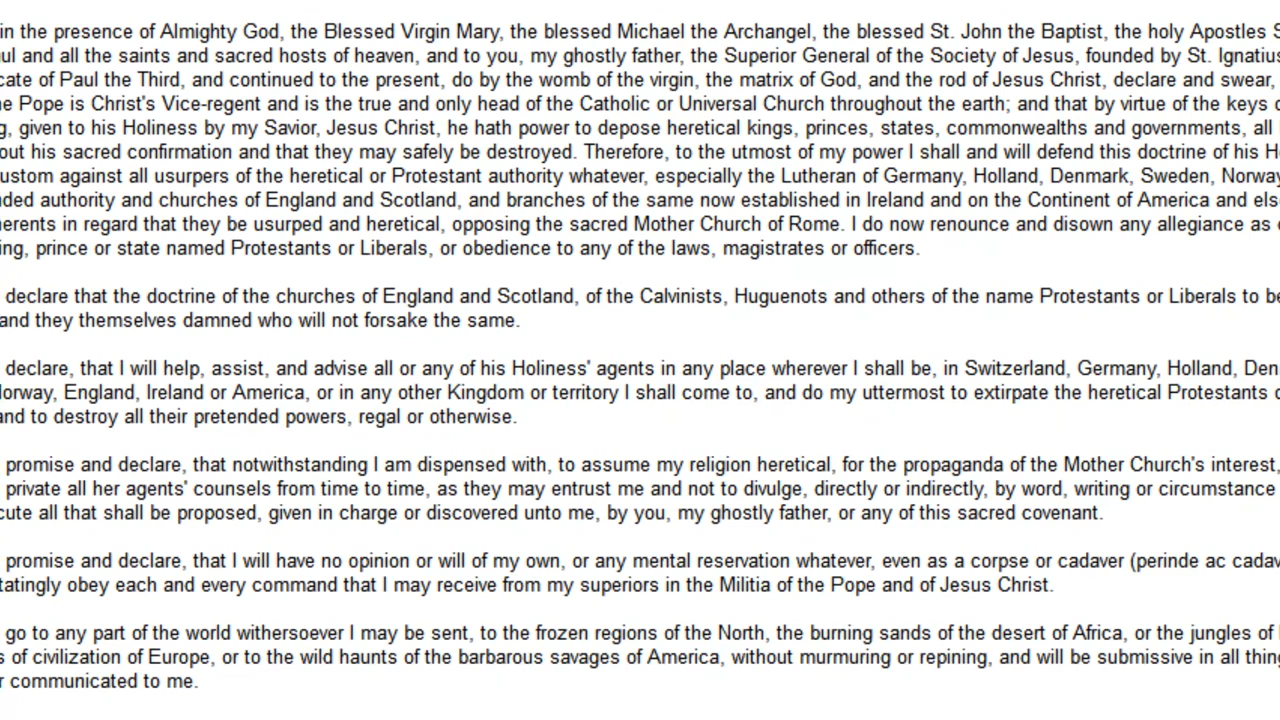 in the presence of Almighty God, the Blessed Virgin Mary, the blessed Michael the Archangel, the blessed St. John the Baptist, the holy Apostles S
ul and all the saints and sacred hosts of heaven, and to you, my ghostly father, the Superior General of the Society of Jesus, founded by St. Ignatius
cate of Paul the Third, and continued to the present, do by the womb of the virgin, the matrix of God, and the rod of Jesus Christ, declare and swear,
e Pope is Christ's Vice-regent and is the true and only head of the Catholic or Universal Church throughout the earth; and that by virtue of the keys o
g, given to his Holiness by my Savior, Jesus Christ, he hath power to depose heretical kings, princes, states, commonwealths and governments, all
out his sacred confirmation and that they may safely be destroyed. Therefore, to the utmost of my power I shall and will defend this doctrine of his H
ustom against all usurpers of the heretical or Protestant authority whatever, especially the Lutheran of Germany, Holland, Denmark, Sweden, Norway
ded authority and churches of England and Scotland, and branches of the same now established in Ireland and on the Continent of America and els
herents in regard that they be usurped and heretical, opposing the sacred Mother Church of Rome. I do now renounce and disown any allegiance as
ing, prince or state named Protestants or Liberals, or obedience to any of the laws, magistrates or officers.
declare that the doctrine of the churches of England and Scotland, of the Calvinists, Huguenots and others of the name Protestants or Liberals to be
and they themselves damned who will not forsake the same.
declare, that I will help, assist, and advise all or any of his Holiness' agents in any place wherever I shall be, in Switzerland, Germany, Holland, Den
lorway, England, Ireland or America, or in any other Kingdom or territory I shall come to, and do my uttermost to extirpate the heretical Protestants o
and to destroy all their pretended powers, regal or otherwise.
promise and declare, that notwithstanding I am dispensed with, to assume my religion heretical, for the propaganda of the Mother Church's interest,
private all her agents' counsels from time to time, as they may entrust me and not to divulge, directly or indirectly, by word, writing or circumstance
cute all that shall be proposed, given in charge or discovered unto me, by you, my ghostly father, or any of this sacred covenant.
promise and declare, that I will have no opinion or will of my own, or any mental reservation whatever, even as a corpse or cadaver (perinde ac cadav
tatingly obey each and every command that I may receive from my superiors in the Militia of the Pope and of Jesus Christ.
go to any part of the world withersoever I may be sent, to the frozen regions of the North, the burning sands of the desert of Africa, or the jungles of
s of civilization of Europe, or to the wild haunts of the barbarous savages of America, without murmuring or repining, and will be submissive in all thing
r communicated to me.